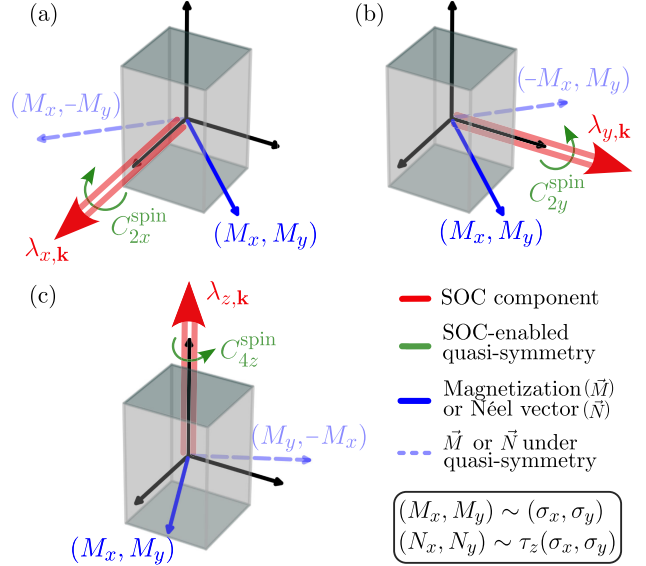 (a)
(b)
(M_x,–M_y)
(–M_x, M_y)
λ_{y,𝐤}
C_{2x}^{spin}
C_{2y}^{spin}
λ_{x,𝐤}
(M_x, M_y)
(M_x, M_y)
(c)
λ_{z,𝐤}
C_{4z}^{spin}
(M_y,–M_x)
(M_x, M_y)
SOC component
SOC-enabled
quasi-symmetry
Magnetization (M⃗)
or Néel vector (N⃗)
M⃗ or N⃗ under
quasi-symmetry
(M_x, M_y) ∼ (σ_x, σ_y)
(N_x, N_y) ∼ τ_z(σ_x, σ_y)